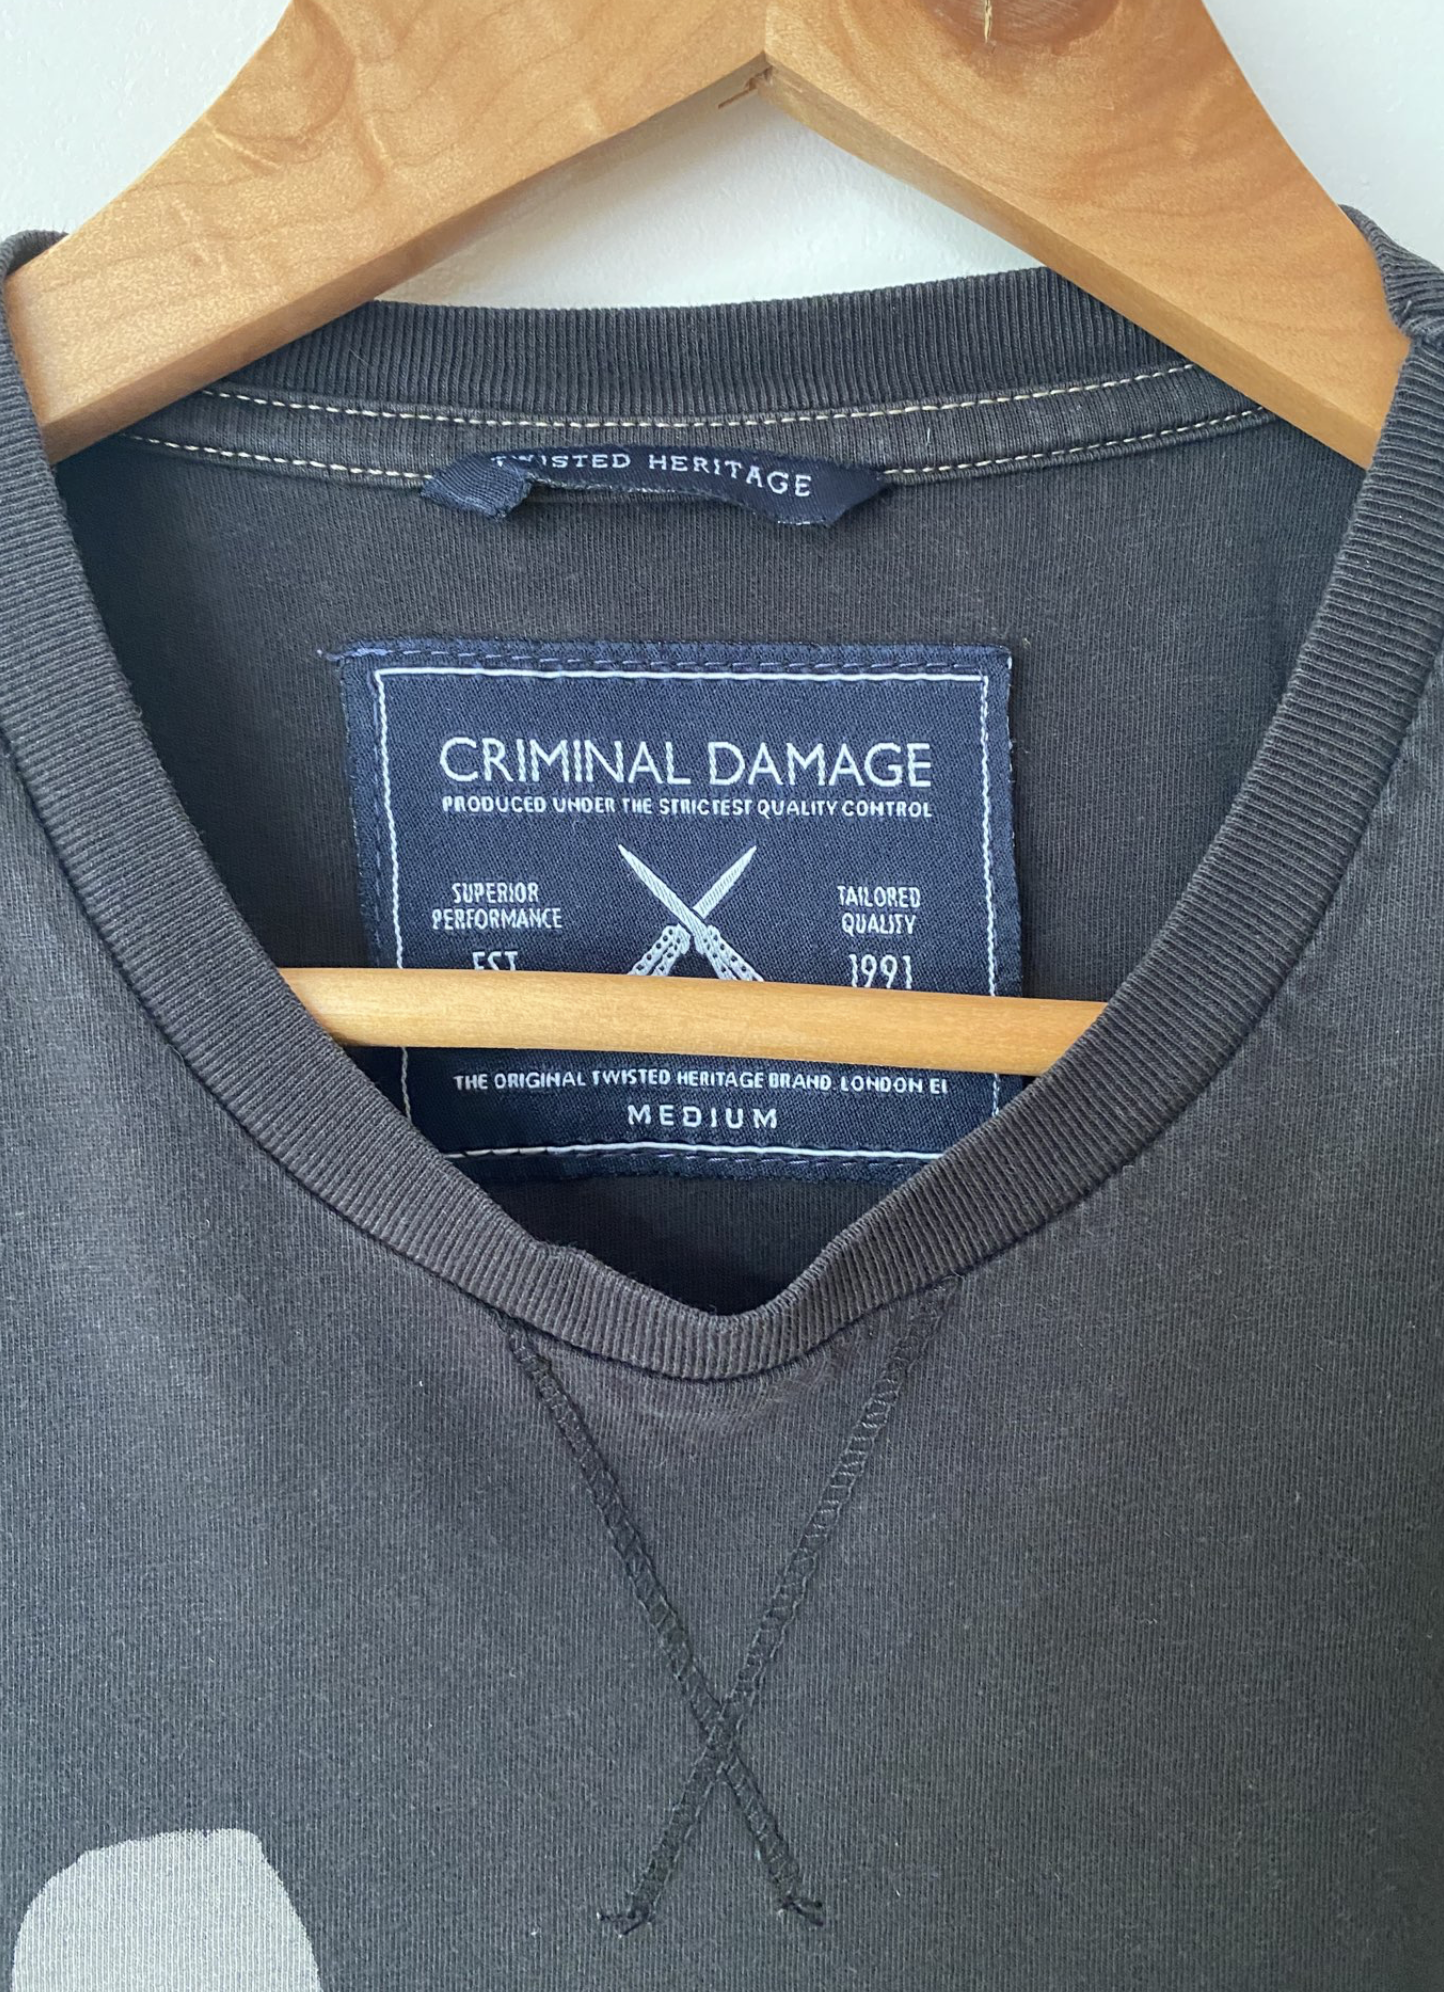 TWISTED HERITAGE
CRIMINAL DAMAGE
PRODUCED UNDER THE STRICTEST QUALITY CONTROL
SUPERIOR
PERFORMANCE
TAILORED
QUALITY
EST
1991
THE ORIGINAL TWISTED HERITAGE BRAND LONDON E1
MEDIUM